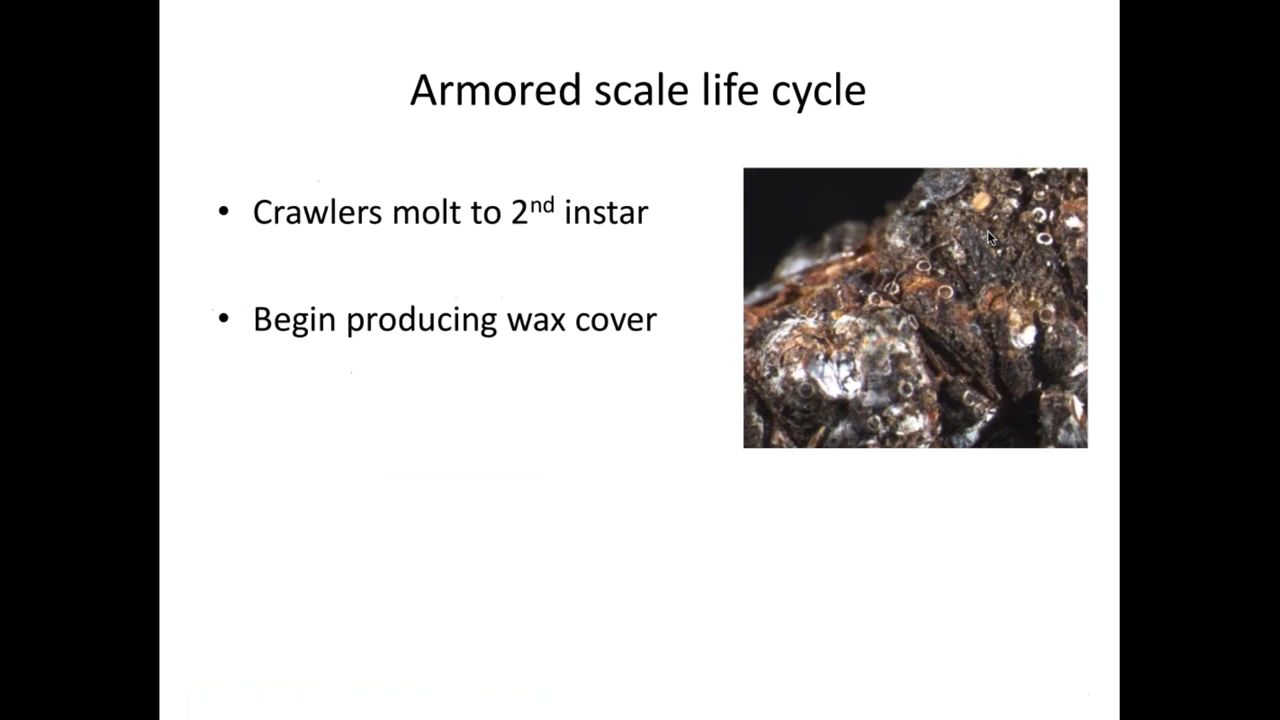 Armored scale life cycle
• Crawlers molt to 2nd instar
• Begin producing wax cover